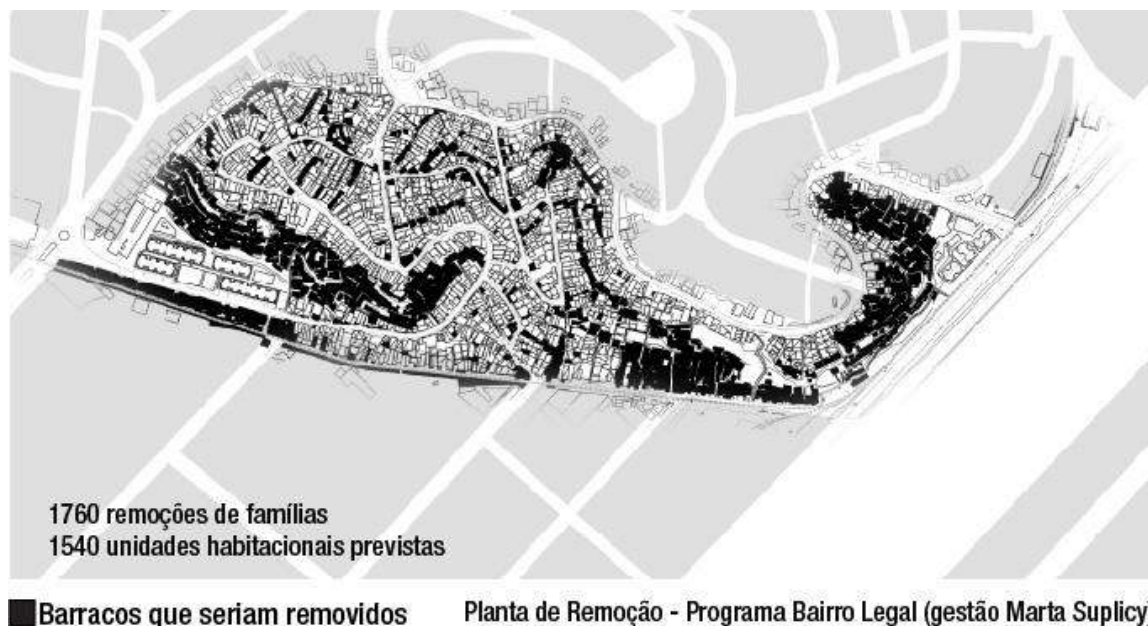 1760 remoções de famílias
1540 unidades habitacionais previstas
Barracos que seriam removidos
Planta de Remoção - Programa Bairro Legal (gestão Marta Suplicy)